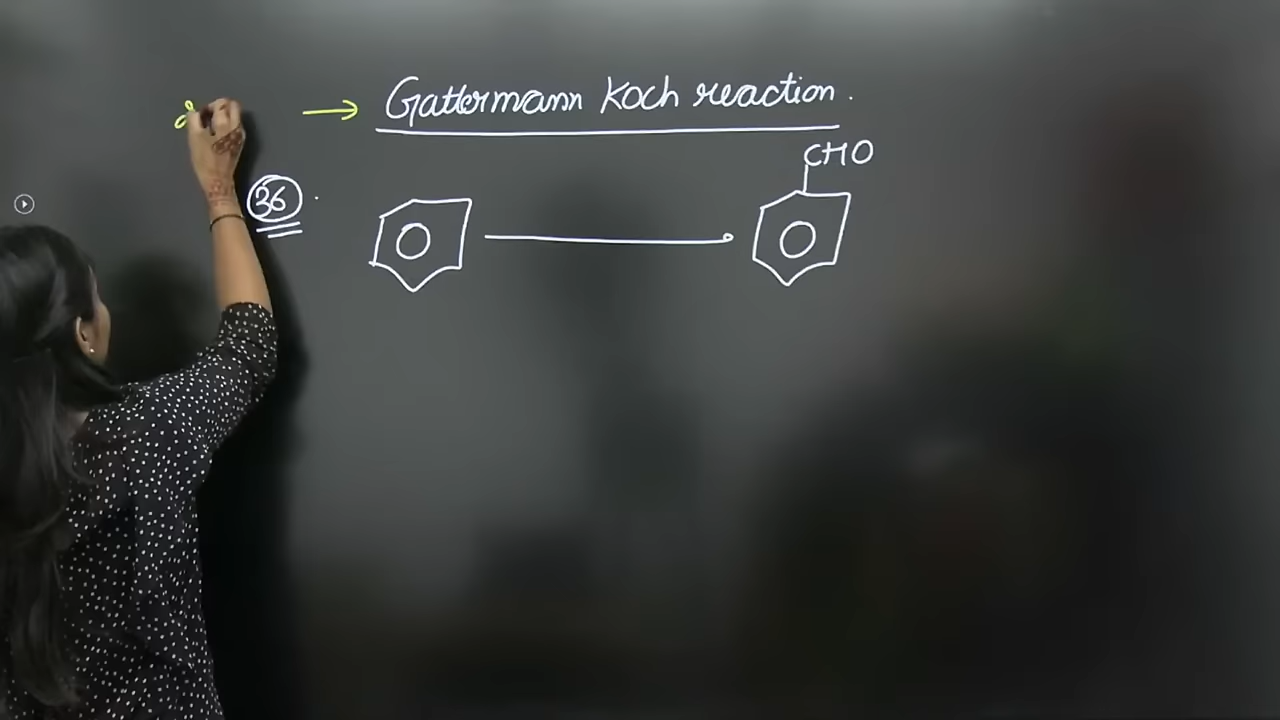 → Gattermann Koch reaction.
CHO
36